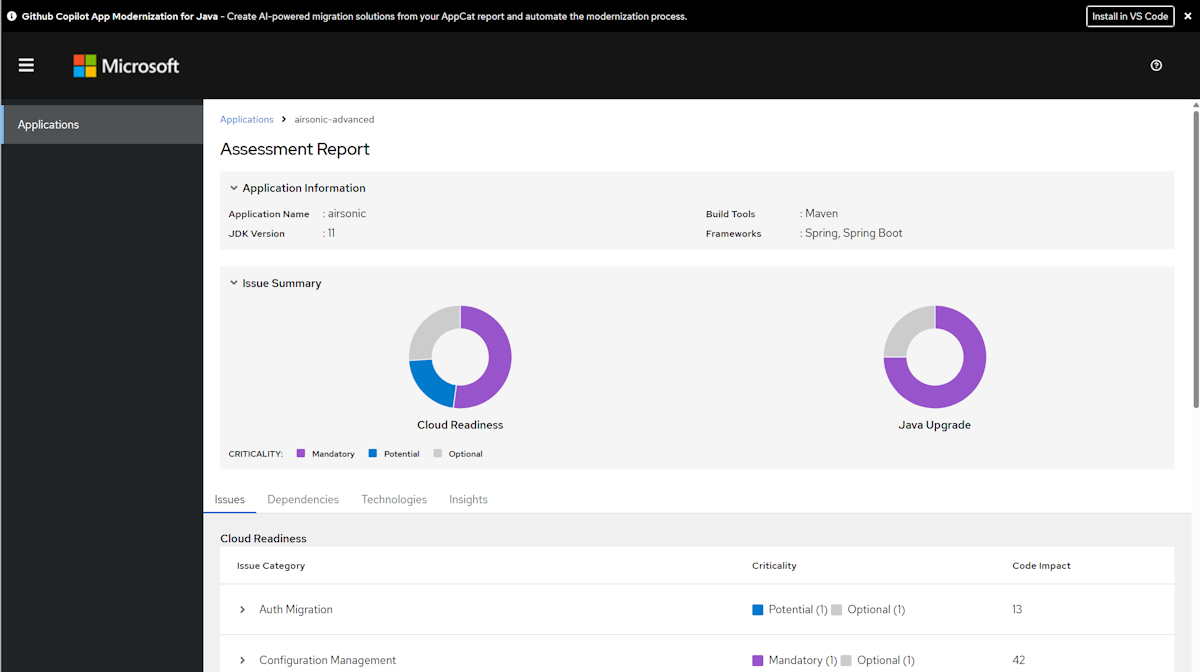 Github Copilot App Modernization for Java – Create AI-powered migration solutions from your AppCat report and automate the modernization process.
Install in VS Code
Microsoft
Applications
Applications > airsonic-advanced
Assessment Report
Application Information
Application Name : airsonic
Build Tools : Maven
JDK Version : 11
Frameworks : Spring, Spring Boot
Issue Summary
Cloud Readiness
Java Upgrade
CRITICALITY: Mandatory Potential Optional
Issues Dependencies Technologies Insights
Cloud Readiness
Issue Category Criticality Code Impact
Auth Migration Potential (1) Optional (1) 13
Configuration Management Mandatory (1) Optional (1) 42